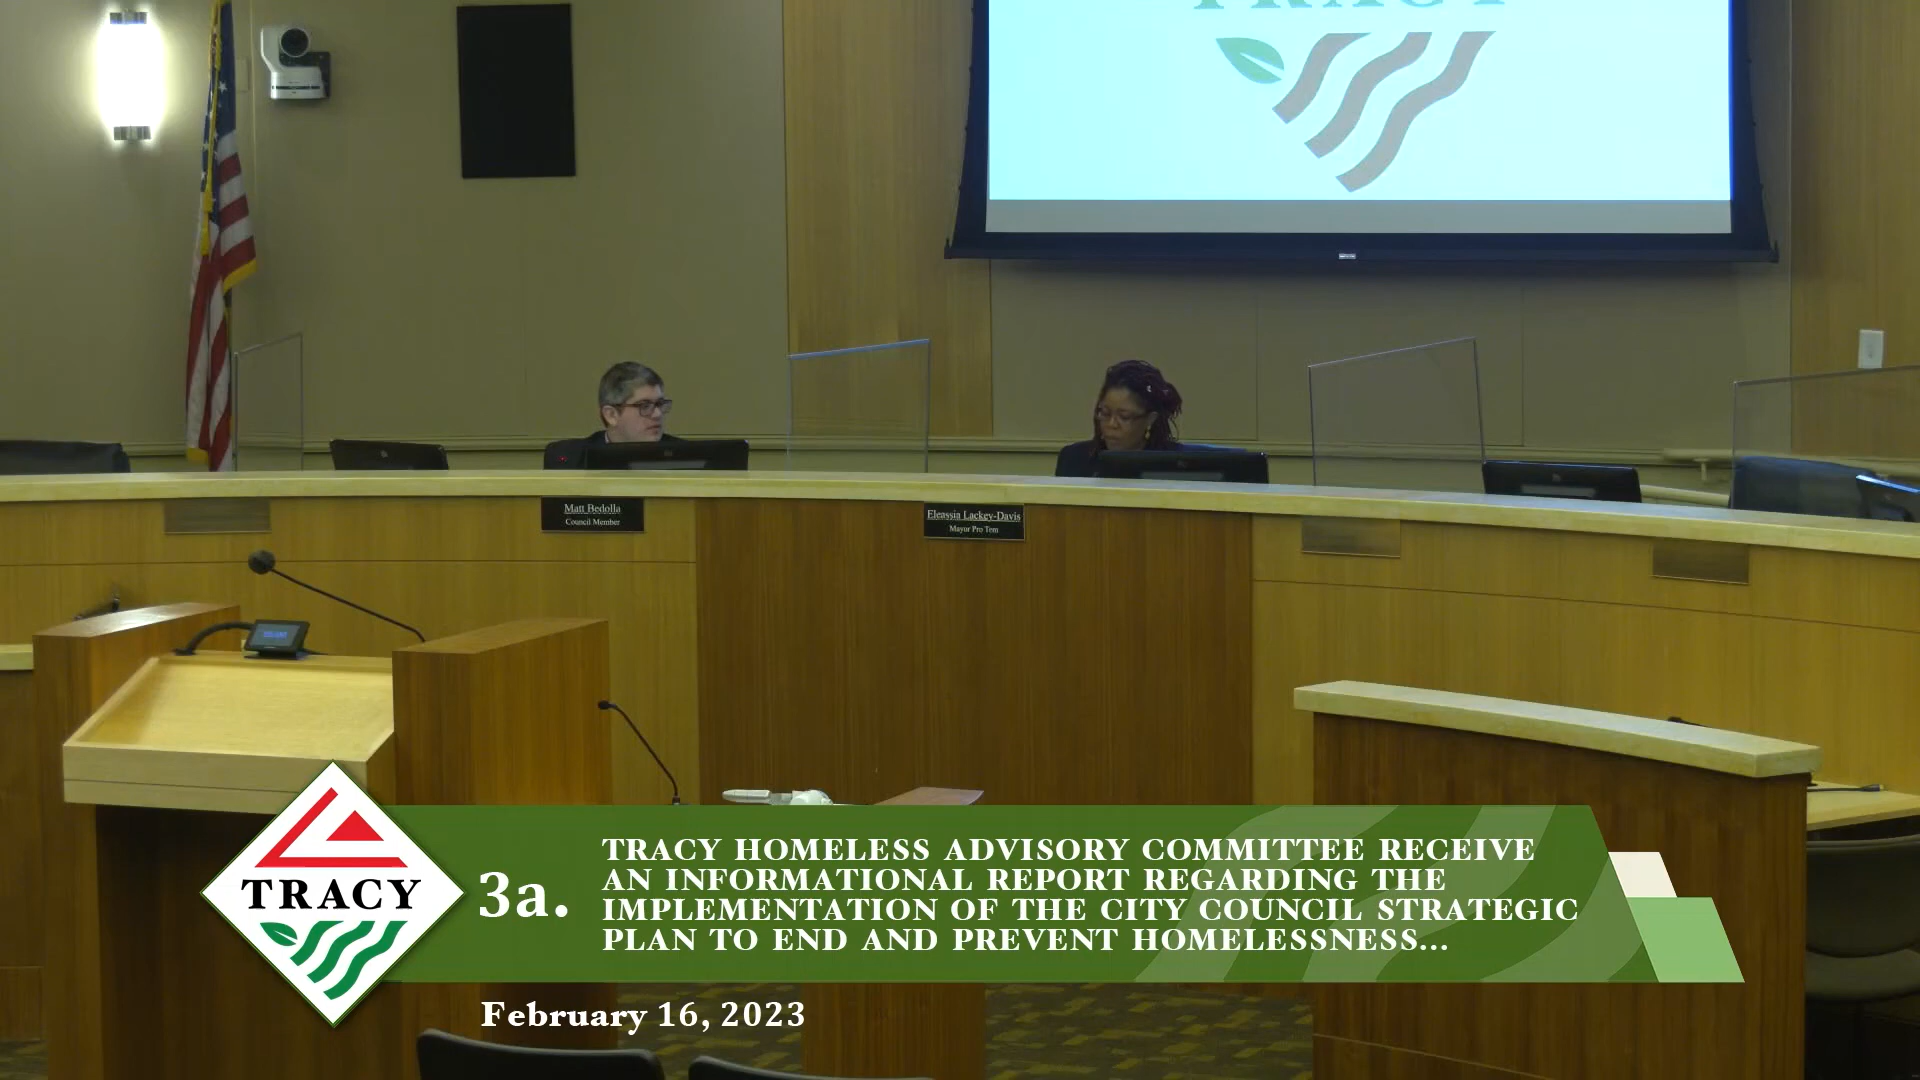 TRACY
Matt Bedolla
Council Member
Eleassia Lackey-Davis
Mayor Pro Tem
TRACY
3a.
TRACY HOMELESS ADVISORY COMMITTEE RECEIVE
AN INFORMATIONAL REPORT REGARDING THE
IMPLEMENTATION OF THE CITY COUNCIL STRATEGIC
PLAN TO END AND PREVENT HOMELESSNESS...
February 16, 2023